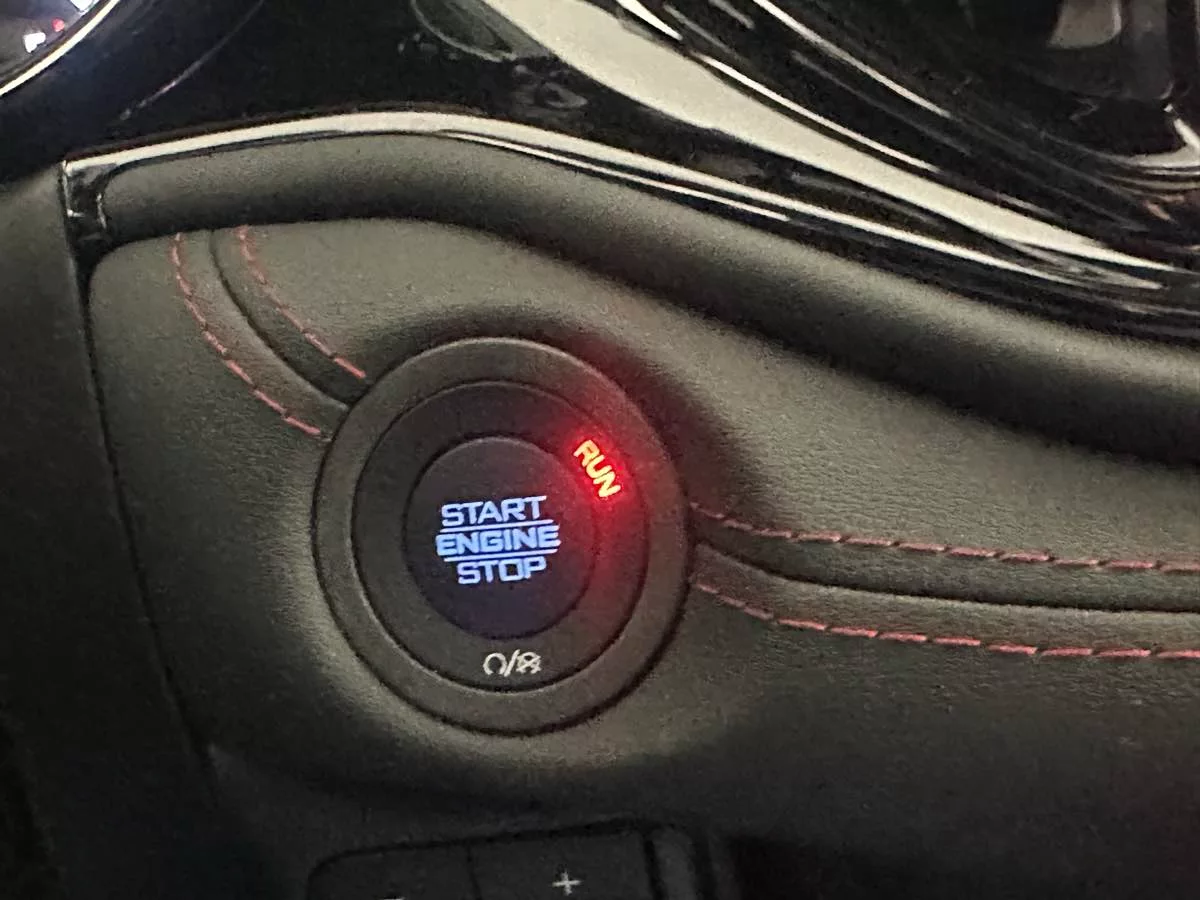 RUN
START
ENGINE
STOP
+